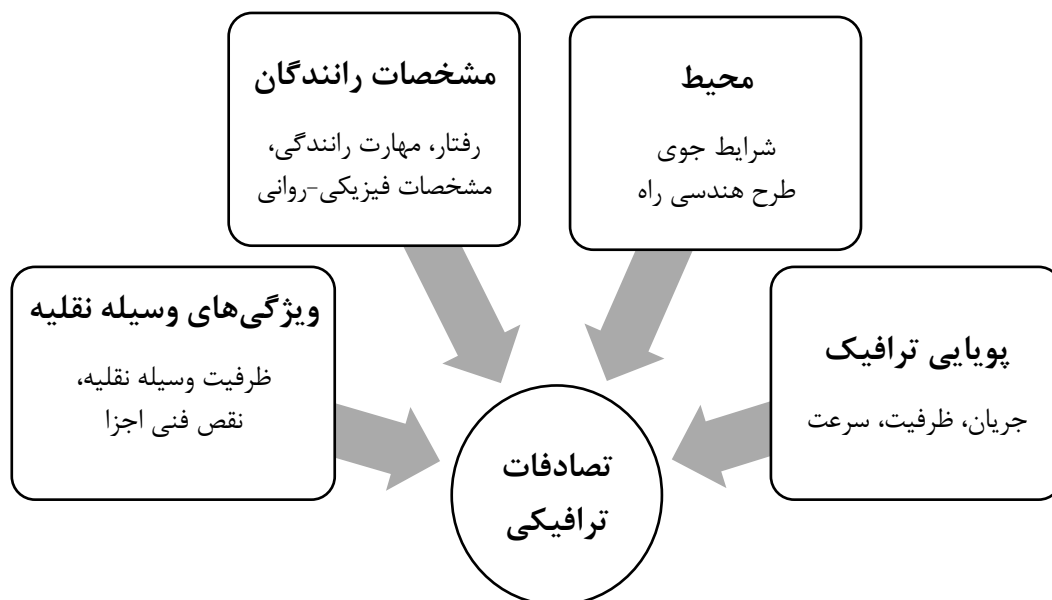 محیط
شرایط جوی
طرح هندسی راه
مشخصات رانندگان
رفتار، مهارت رانندگی،
مشخصات فیزیکی-روانی
پویایی ترافیک
جریان، ظرفیت، سرعت
ویژگی‌های وسیله نقلیه
ظرفیت وسیله نقلیه،
نقص فنی اجزا
تصادفات
ترافیکی